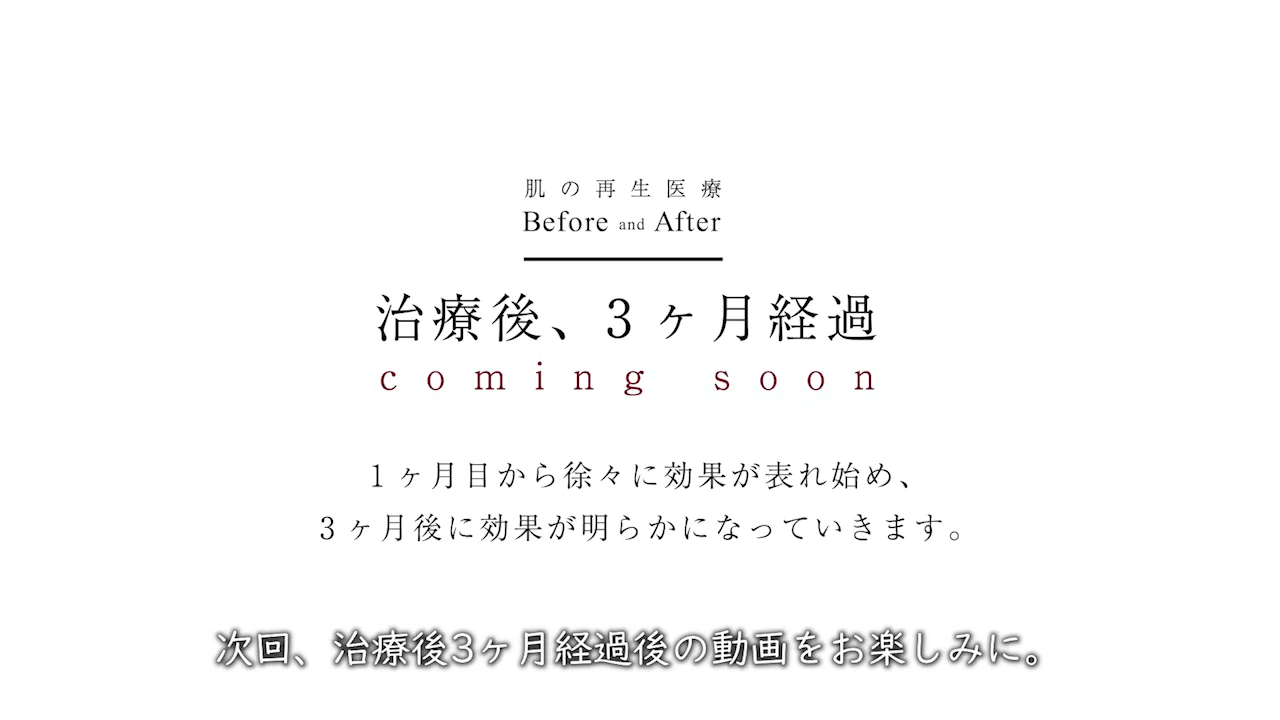 肌の再生医療
Before and After
治療後、3ヶ月経過
coming soon
1ヶ月目から徐々に効果が表れ始め、
3ヶ月後に効果が明らかになっていきます。
次回、治療後3ヶ月経過後の動画をお楽しみに。